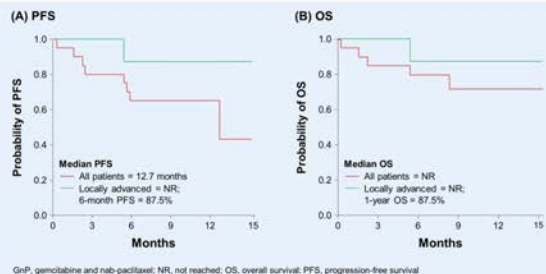 (A) PFS
Probability of PFS
1.0
0.8
0.6
0.4
0.2
0.0
Median PFS
All patients = 12.7 months
Locally advanced = NR;
6-month PFS = 87.5%
0 3 6 9 12 15
Months
(B) OS
Probability of OS
1.0
0.8
0.6
0.4
0.2
0.0
Median OS
All patients = NR
Locally advanced = NR;
1-year OS = 87.5%
0 3 6 9 12 15
Months
GnP, gemcitabine and nab-paclitaxel; NR, not reached; OS, overall survival; PFS, progression-free survival